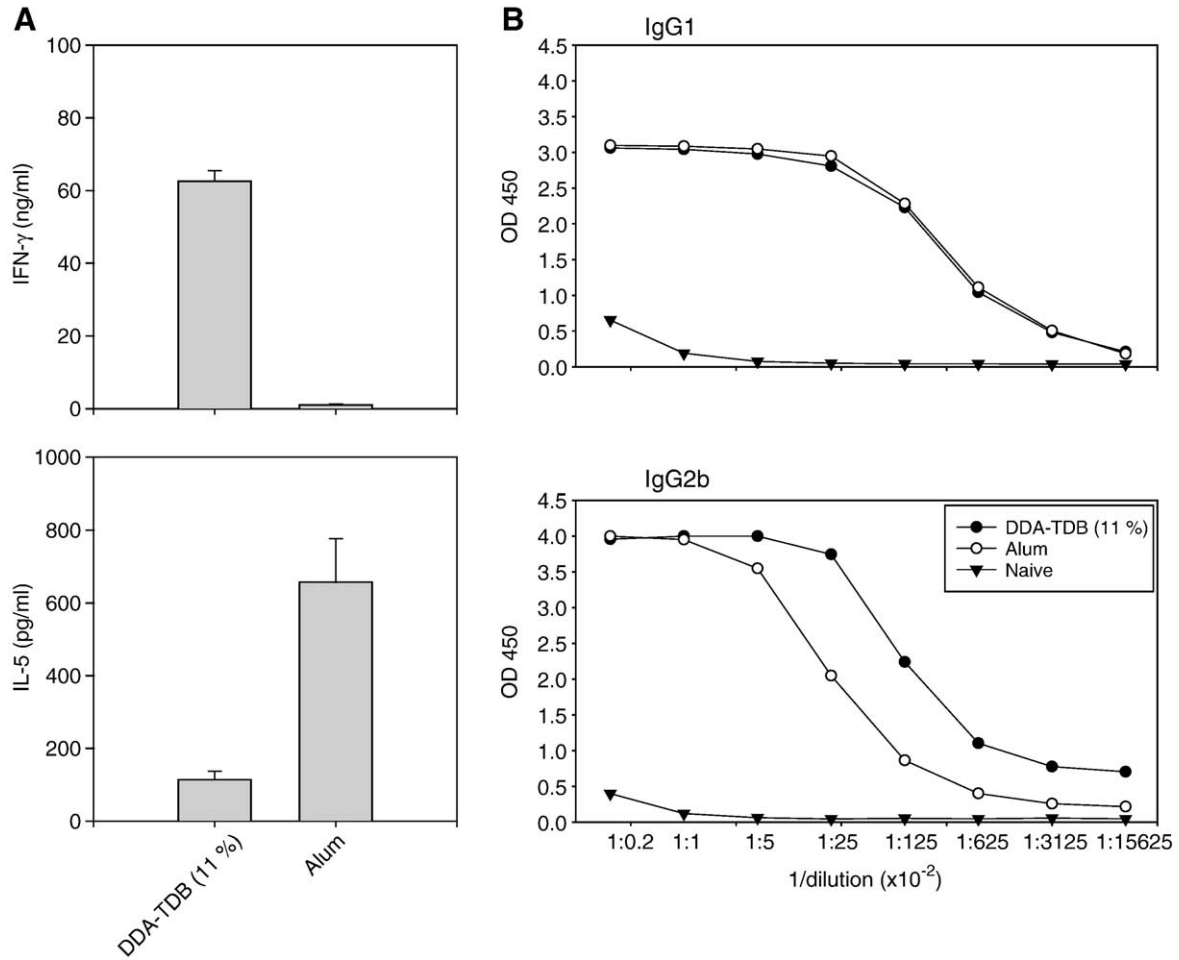 A
100
80
60
40
20
0
IFN-γ (ng/ml)
1000
800
600
400
200
0
IL-5 (pg/ml)
DDA-TDB (11 %)
Alum
B
IgG1
4.5
4.0
3.5
3.0
2.5
2.0
1.5
1.0
0.5
0.0
OD 450
IgG2b
4.5
4.0
3.5
3.0
2.5
2.0
1.5
1.0
0.5
0.0
OD 450
DDA-TDB (11 %)
Alum
Naive
1:0.2 1:1 1:5 1:25 1:125 1:625 1:3125 1:15625
1/dilution (x10⁻²)